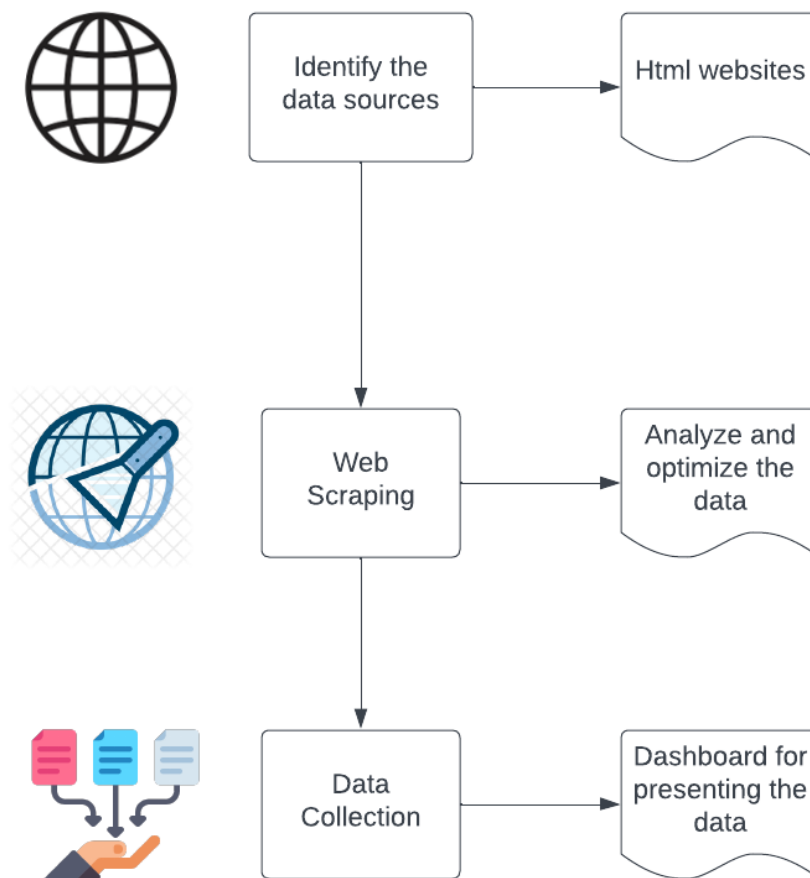 Identify the
data sources
Html websites
Web
Scraping
Analyze and
optimize the
data
Data
Collection
Dashboard for
presenting the
data